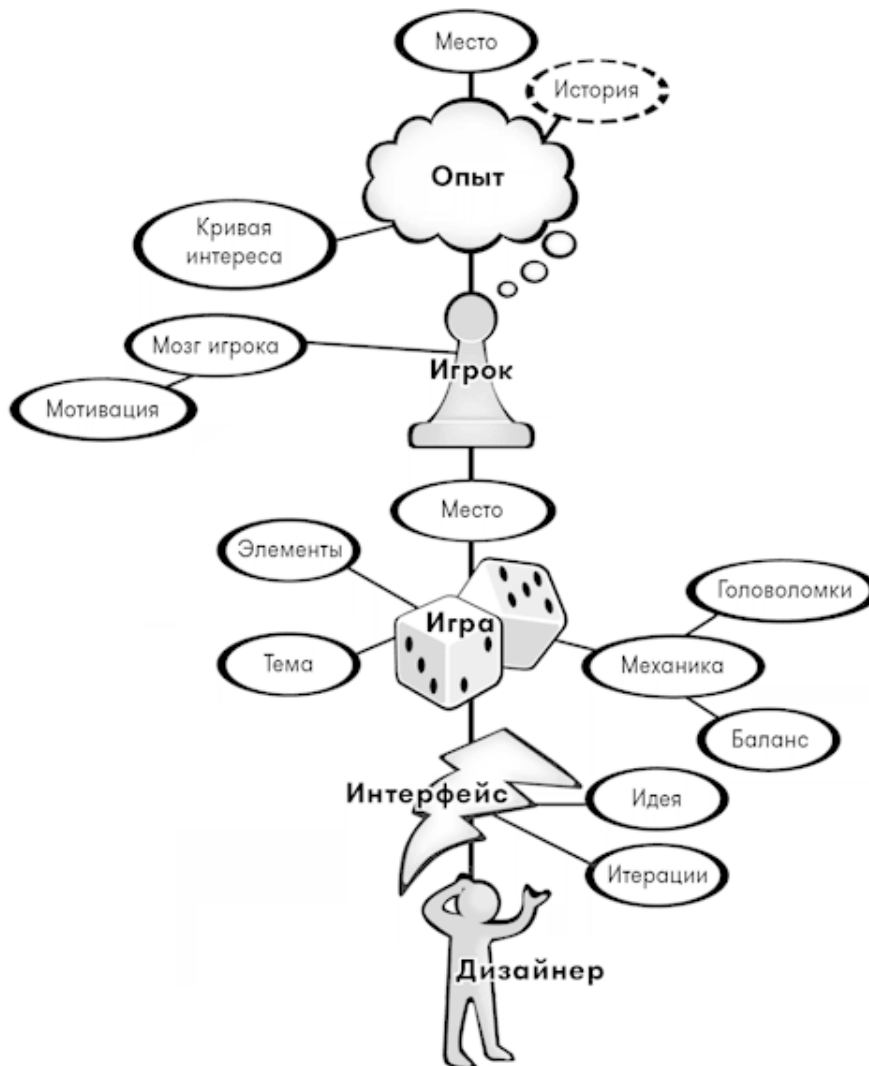 Место
История
Опыт
Кривая
интереса
Мозг игрока
Игрок
Мотивация
Место
Элементы
Головоломки
Игра
Тема
Механика
Баланс
Интерфейс
Идея
Итерации
Дизайнер